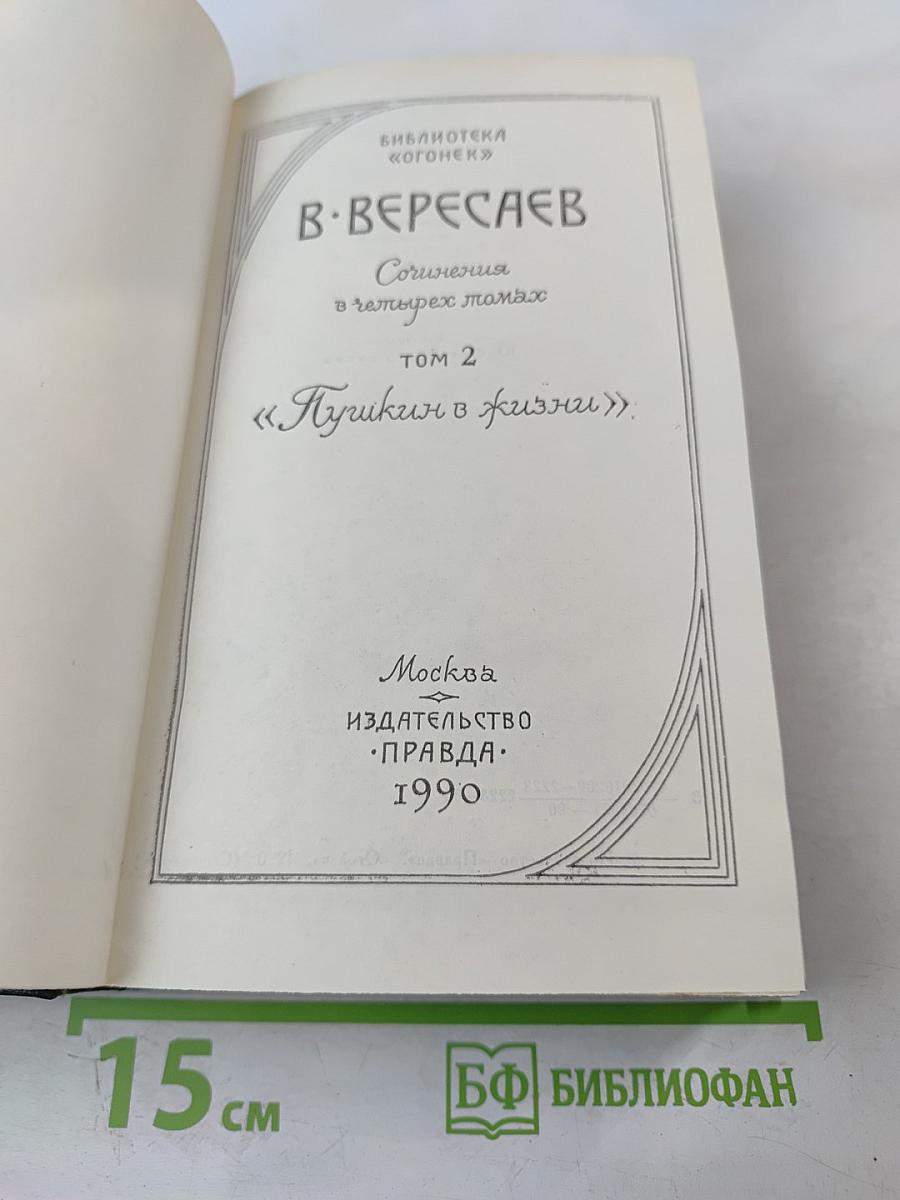 БИБЛИОТЕКА
«ОГОНЕК»
В·ВЕРЕСАЕВ
Сочинения
в четырех томах
ТОМ 2
«Пушкин в жизни»
Москва
ИЗДАТЕЛЬСТВО
·ПРАВДА·
1990
15 см
БФ БИБЛИОФАН